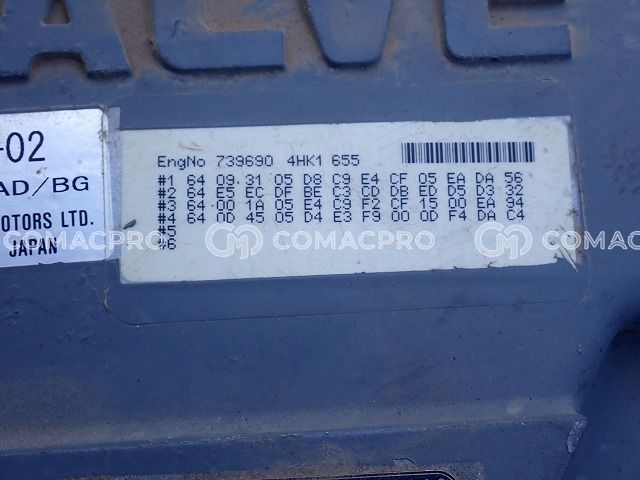 ALVE
-02
AD/BG
MOTORS LTD.
JAPAN
EngNo 739690 4HK1 655
#1 64 09 31 05 D8 C9 E4 CF 05 EA DA 56
#2 64 E5 EC DF BE C3 CD DB ED D5 D3 32
#3 64 00 1A 05 E4 C9 F2 CF 15 00 EA 94
#4 64 0D 45 05 D4 E3 F9 00 0D F4 DA C4
#5
#6
COMACPRO COMACPRO COMACPRO